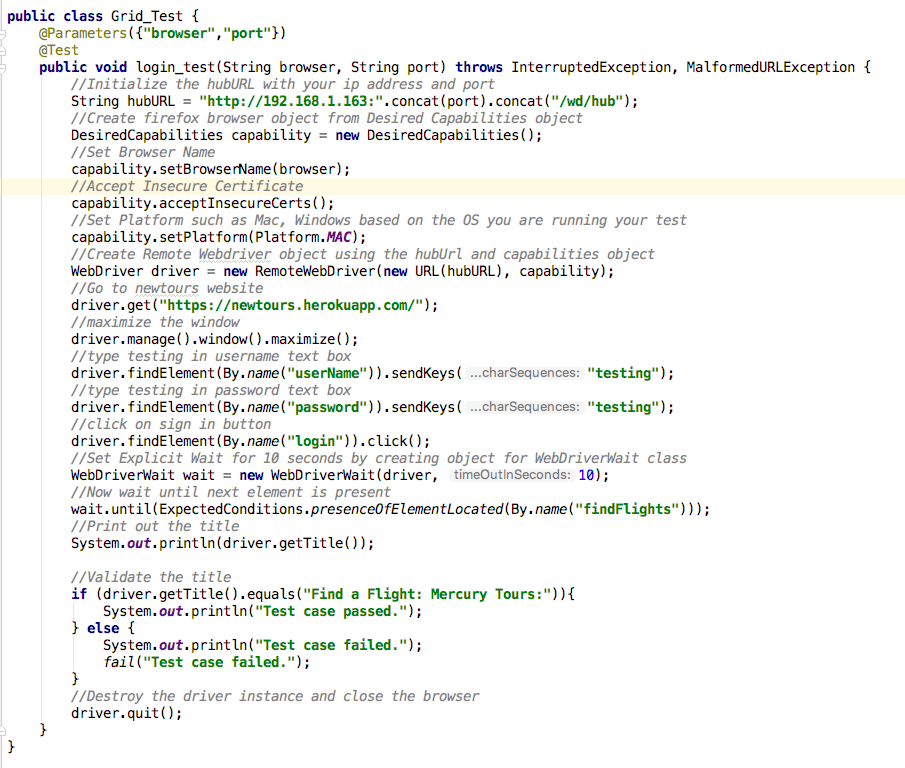 public class Grid_Test {
@Parameters({"browser","port"})
@Test
public void login_test(String browser, String port) throws InterruptedException, MalformedURLException {
//Initialize the hubURL with your ip address and port
String hubURL = "http://192.168.1.163:".concat(port).concat("/wd/hub");
//Create firefox browser object from Desired Capabilities object
DesiredCapabilities capability = new DesiredCapabilities();
//Set Browser Name
capability.setBrowserName(browser);
//Accept Insecure Certificate
capability.acceptInsecureCerts();
//Set Platform such as Mac, Windows based on the OS you are running your test
capability.setPlatform(Platform.MAC);
//Create Remote Webdriver object using the hubUrl and capabilities object
WebDriver driver = new RemoteWebDriver(new URL(hubURL), capability);
//Go to newtours website
driver.get("https://newtours.herokuapp.com/");
//maximize the window
driver.manage().window().maximize();
//type testing in username text box
driver.findElement(By.name("userName")).sendKeys( ...charSequences: "testing");
//type testing in password text box
driver.findElement(By.name("password")).sendKeys( ...charSequences: "testing");
//click on sign in button
driver.findElement(By.name("login")).click();
//Set Explicit Wait for 10 seconds by creating object for WebDriverWait class
WebDriverWait wait = new WebDriverWait(driver, timeOutInSeconds: 10);
//Now wait until next element is present
wait.until(ExpectedConditions.presenceOfElementLocated(By.name("findFlights")));
//Print out the title
System.out.println(driver.getTitle());
//Validate the title
if (driver.getTitle().equals("Find a Flight: Mercury Tours:")){
System.out.println("Test case passed.");
} else {
System.out.println("Test case failed.");
fail("Test case failed.");
}
//Destroy the driver instance and close the browser
driver.quit();
}
}